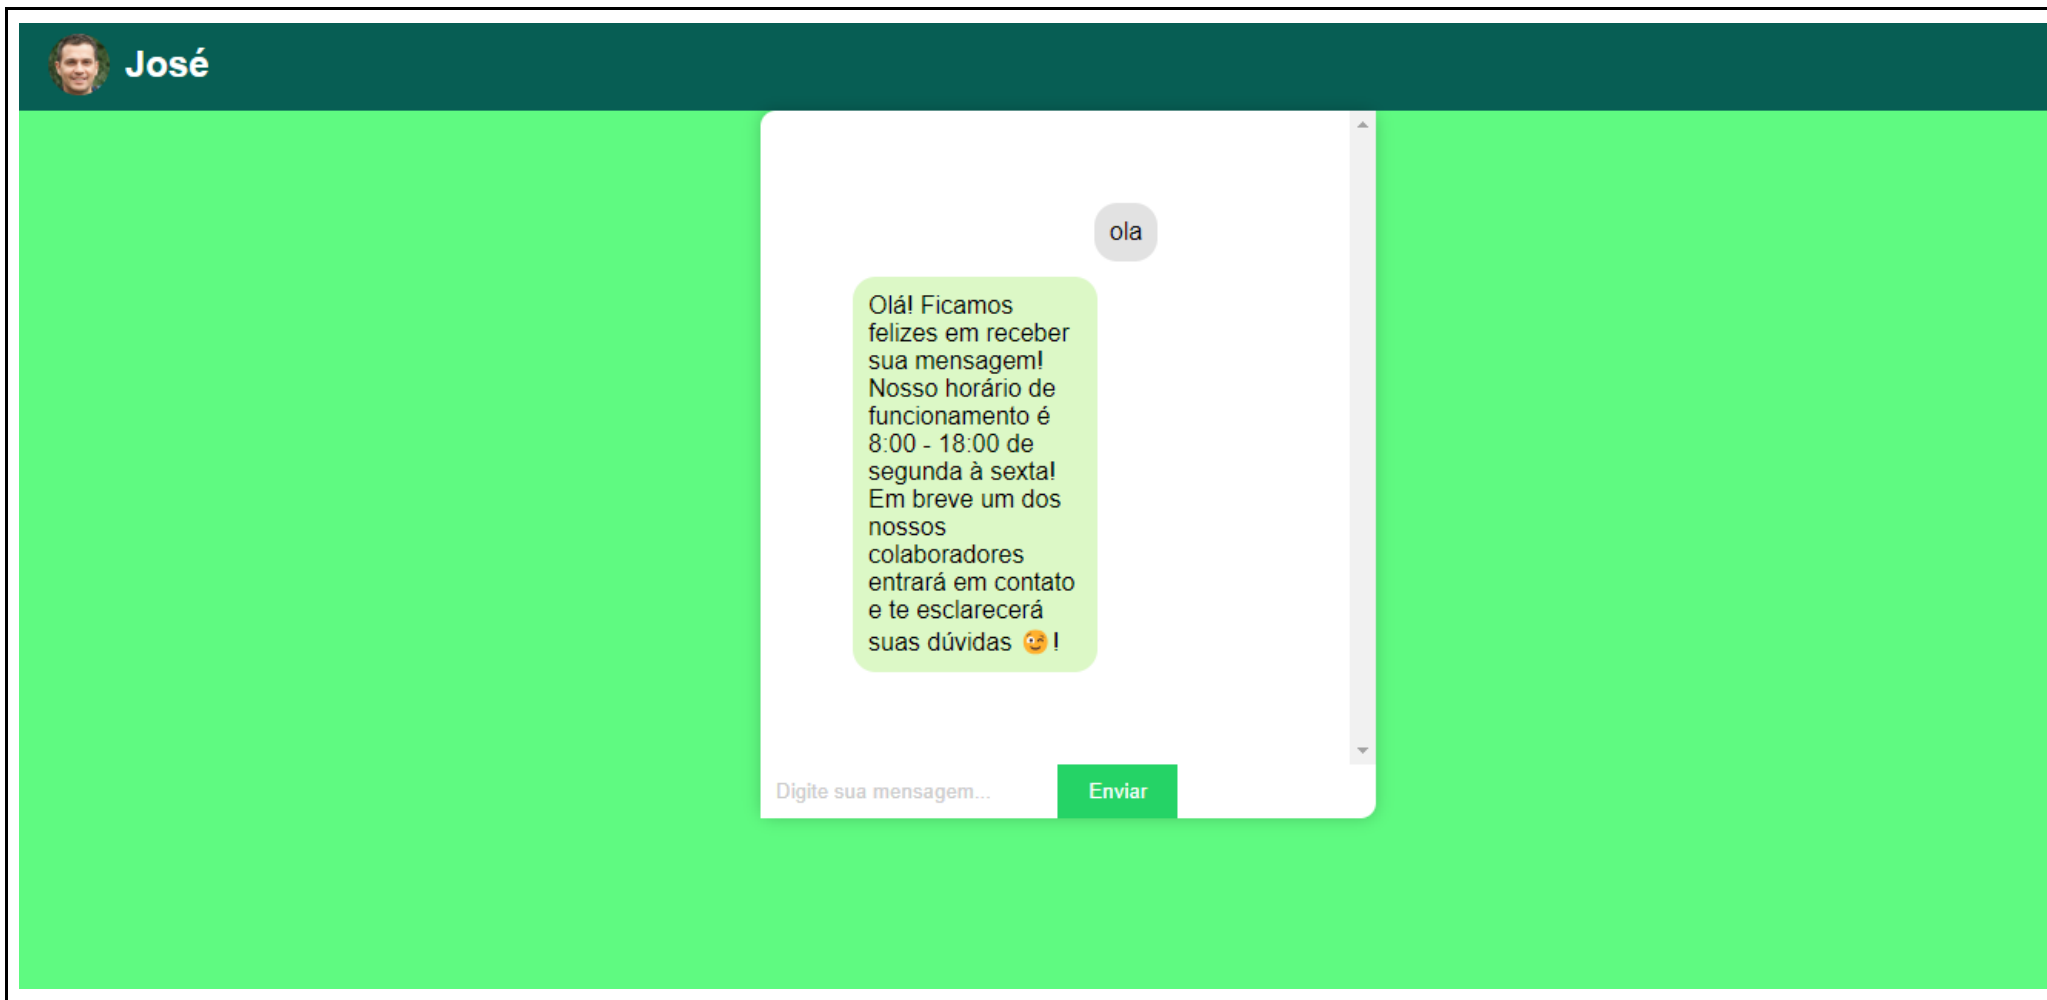 José
ola
Olá! Ficamos
felizes em receber
sua mensagem!
Nosso horário de
funcionamento é
8:00 - 18:00 de
segunda à sexta!
Em breve um dos
nossos
colaboradores
entrará em contato
e te esclarecerá
suas dúvidas 😉!
Digite sua mensagem...
Enviar